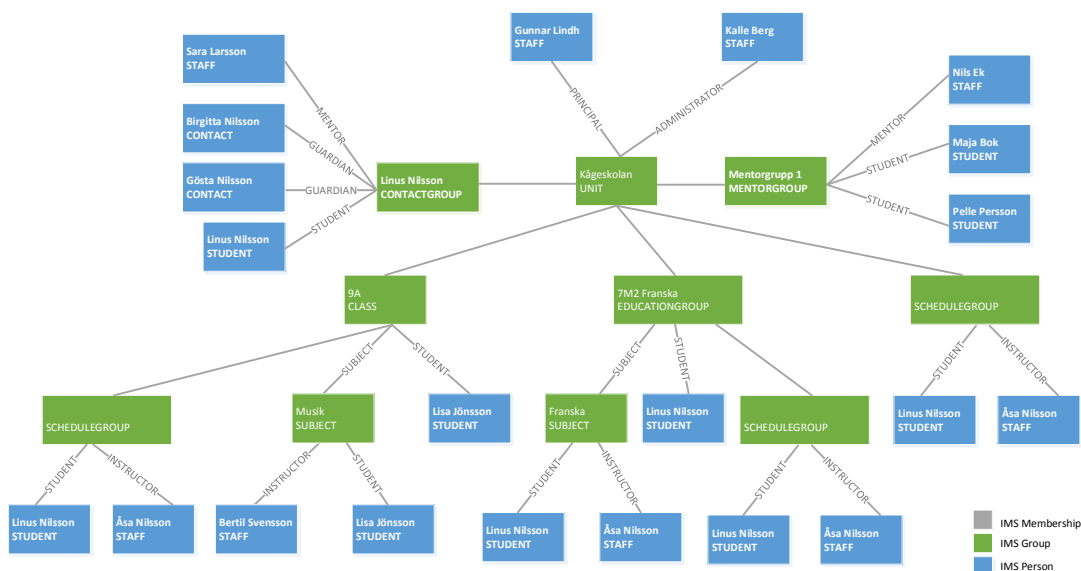 Gunnar Lindh
STAFF
Kalle Berg
STAFF
Sara Larsson
STAFF
Nils Ek
STAFF
PRINCIPAL
ADMINISTRATOR
MENTOR
MENTOR
Birgitta Nilsson
CONTACT
GUARDIAN
Maja Bok
STUDENT
STUDENT
Gösta Nilsson
CONTACT
GUARDIAN
Linus Nilsson
CONTACTGROUP
Kågeskolan
UNIT
Mentorgrupp 1
MENTORGROUP
STUDENT
Pelle Persson
STUDENT
STUDENT
Linus Nilsson
STUDENT
9A
CLASS
7M2 Franska
EDUCATIONGROUP
SCHEDULEGROUP
SUBJECT
STUDENT
SUBJECT
STUDENT
STUDENT
INSTRUCTOR
SCHEDULEGROUP
Musik
SUBJECT
Lisa Jönsson
STUDENT
Franska
SUBJECT
Linus Nilsson
STUDENT
SCHEDULEGROUP
Linus Nilsson
STUDENT
Åsa Nilsson
STAFF
STUDENT
INSTRUCTOR
INSTRUCTOR
STUDENT
STUDENT
INSTRUCTOR
STUDENT
INSTRUCTOR
Linus Nilsson
STUDENT
Åsa Nilsson
STAFF
Bertil Svensson
STAFF
Lisa Jönsson
STUDENT
Linus Nilsson
STUDENT
Åsa Nilsson
STAFF
Linus Nilsson
STUDENT
Åsa Nilsson
STAFF
IMS Membership
IMS Group
IMS Person